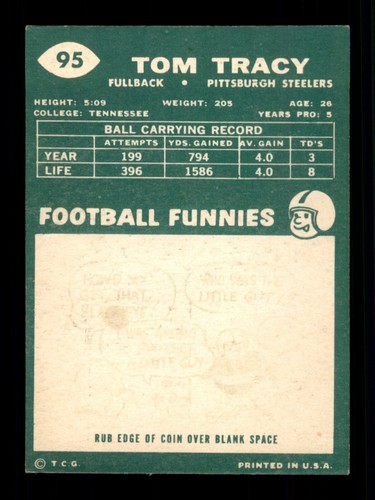 95
TOM TRACY
FULLBACK • PITTSBURGH STEELERS
HEIGHT: 5:09 WEIGHT: 205 AGE: 26
COLLEGE: TENNESSEE YEARS PRO: 5
BALL CARRYING RECORD
ATTEMPTS YDS. GAINED AV. GAIN TD'S
YEAR 199 794 4.0 3
LIFE 396 1586 4.0 8
FOOTBALL FUNNIES
LITTLE GUY
RUB EDGE OF COIN OVER BLANK SPACE
© T.C.G. PRINTED IN U.S.A.